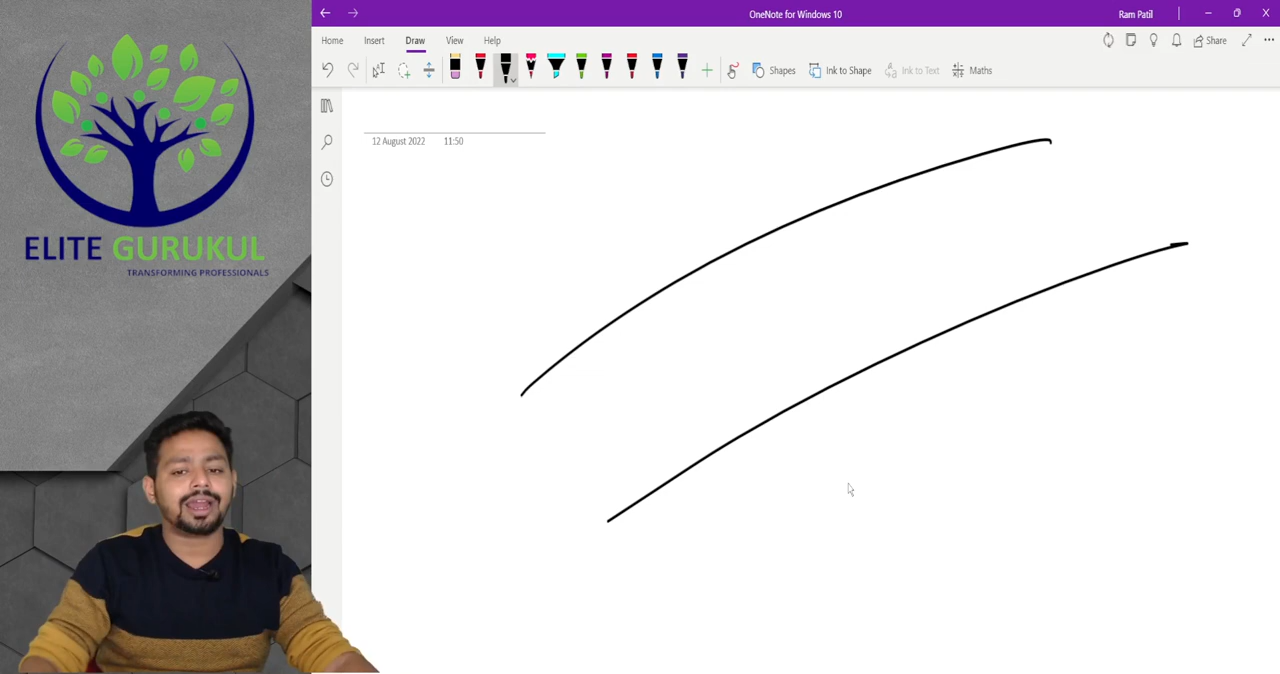 OneNote for Windows 10
Ram Patil
Home
Insert
Draw
View
Help
Share
Shapes
Ink to Shape
Ink to Text
Maths
12 August 2022
11:50
ELITE GURUKUL
TRANSFORMING PROFESSIONALS